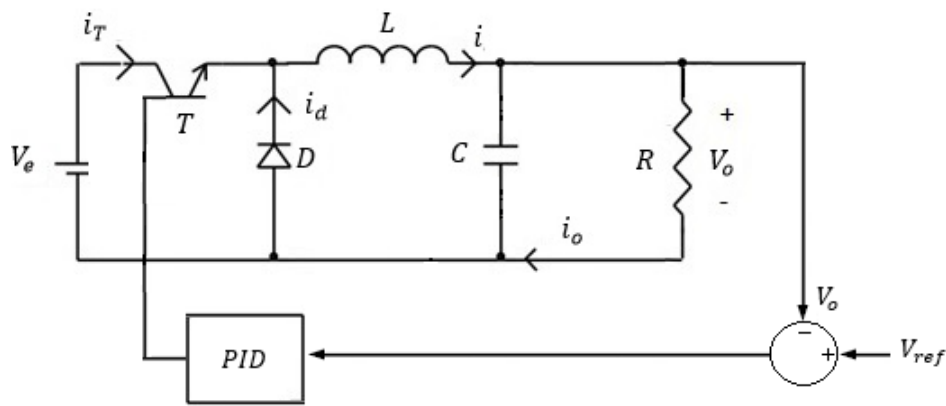 i_T
L
i
T
i_d
V_e
D
C
R
+
V_o
-
i_o
V_o
−
+
V_ref
PID